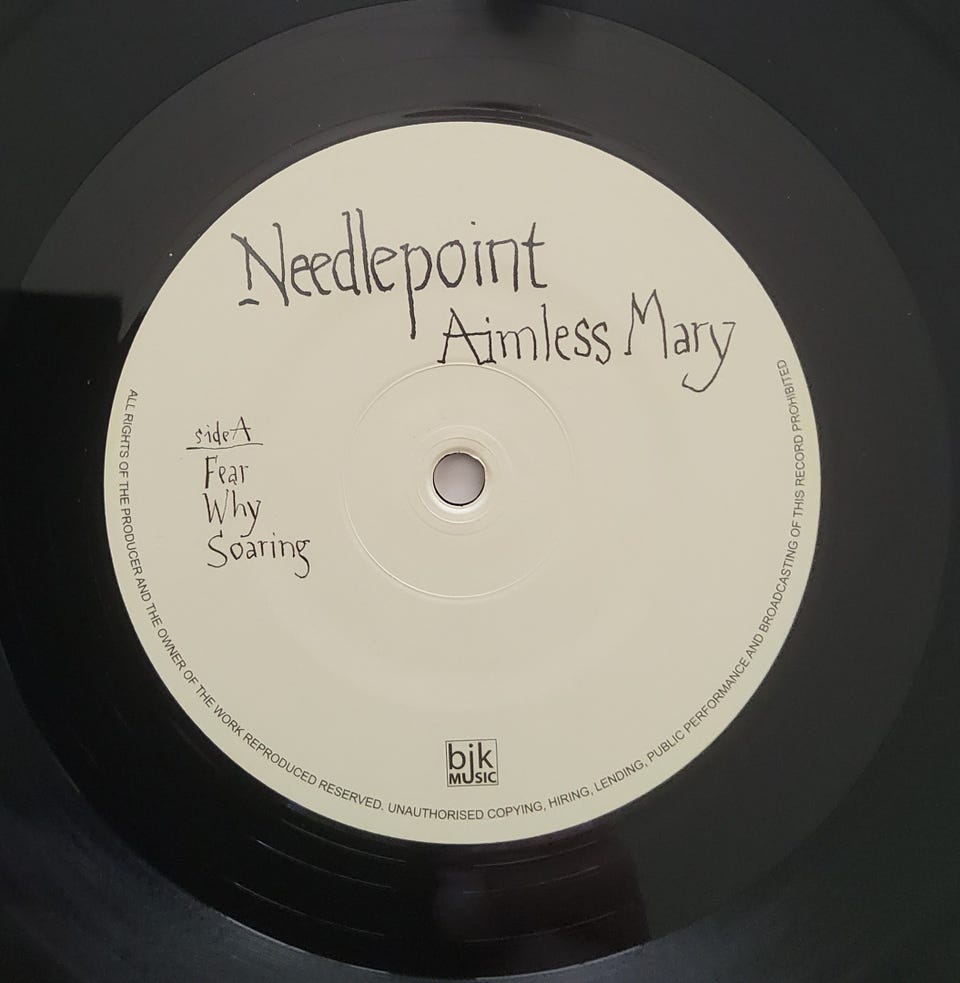 Needlepoint
Aimless Mary
side A
Fear
Why
Soaring
bjk
MUSIC
ALL RIGHTS OF THE PRODUCER AND THE OWNER OF THE WORK REPRODUCED RESERVED. UNAUTHORISED COPYING, HIRING, LENDING, PUBLIC PERFORMANCE AND BROADCASTING OF THIS RECORD PROHIBITED